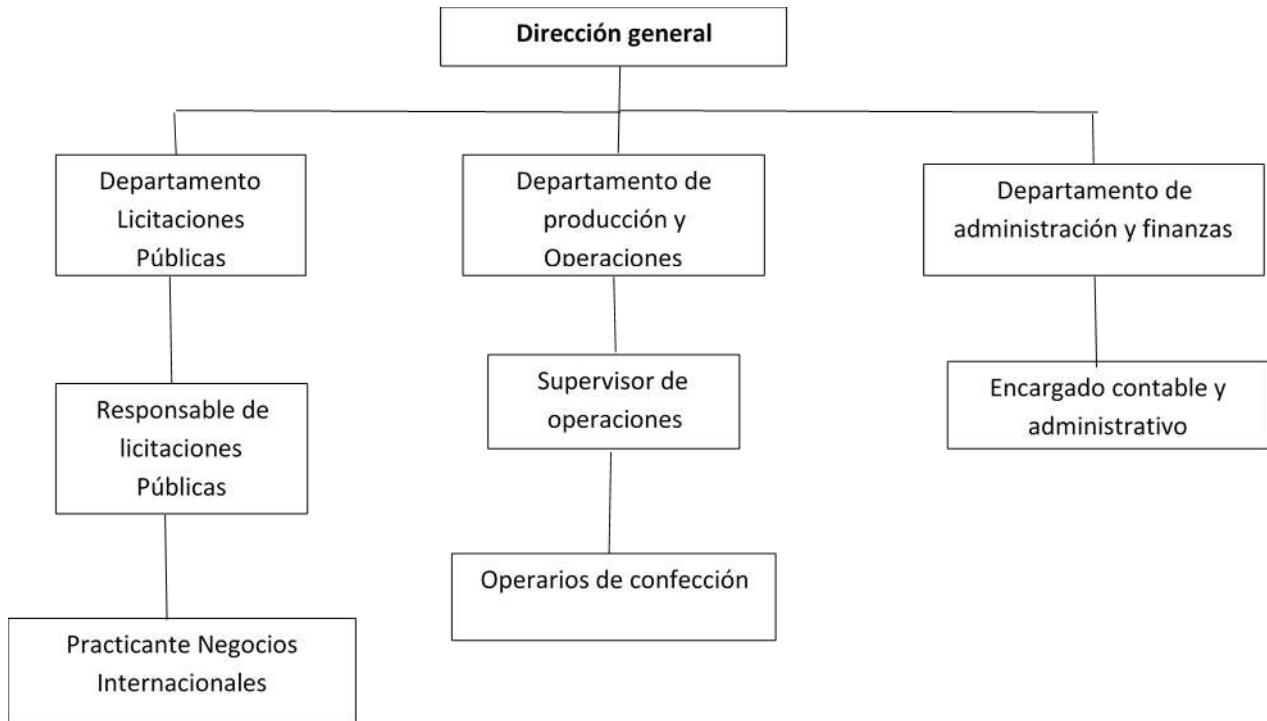 Dirección general
Departamento
Licitaciones
Públicas
Departamento de
producción y
Operaciones
Departamento de
administración y finanzas
Responsable de
licitaciones
Públicas
Supervisor de
operaciones
Encargado contable y
administrativo
Operarios de confección
Practicante Negocios
Internacionales